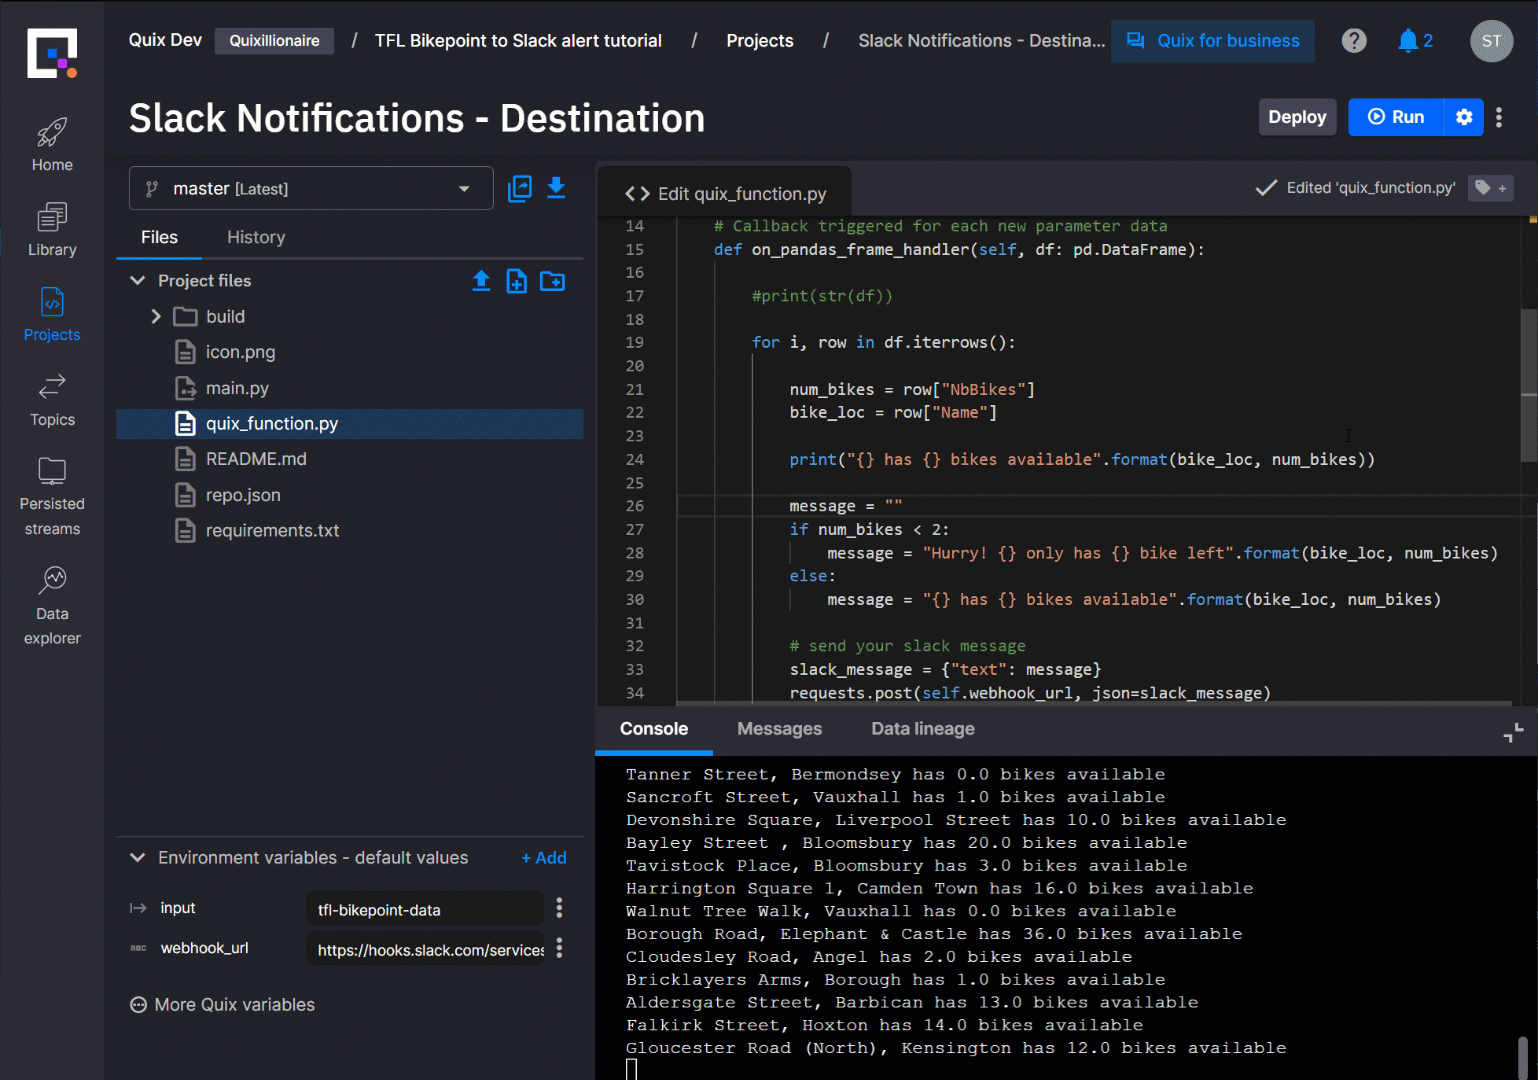 Quix Dev Quixillionaire / TFL Bikepoint to Slack alert tutorial / Projects / Slack Notifications - Destina... Quix for business ? 2 ST
Slack Notifications - Destination
Deploy Run
Home
Library
Projects
Topics
Persisted
streams
Data
explorer
master [Latest]
Files History
Project files
build
icon.png
main.py
quix_function.py
README.md
repo.json
requirements.txt
Environment variables - default values + Add
input tfl-bikepoint-data
ABC webhook_url https://hooks.slack.com/services
More Quix variables
Edit quix_function.py Edited 'quix_function.py' +
14 # Callback triggered for each new parameter data
15 def on_pandas_frame_handler(self, df: pd.DataFrame):
16
17 #print(str(df))
18
19 for i, row in df.iterrows():
20
21 num_bikes = row["NbBikes"]
22 bike_loc = row["Name"]
23
24 print("{} has {} bikes available".format(bike_loc, num_bikes))
25
26 message = ""
27 if num_bikes < 2:
28 message = "Hurry! {} only has {} bike left".format(bike_loc, num_bikes)
29 else:
30 message = "{} has {} bikes available".format(bike_loc, num_bikes)
31
32 # send your slack message
33 slack_message = {"text": message}
34 requests.post(self.webhook_url, json=slack_message)
Console Messages Data lineage
Tanner Street, Bermondsey has 0.0 bikes available
Sancroft Street, Vauxhall has 1.0 bikes available
Devonshire Square, Liverpool Street has 10.0 bikes available
Bayley Street , Bloomsbury has 20.0 bikes available
Tavistock Place, Bloomsbury has 3.0 bikes available
Harrington Square 1, Camden Town has 16.0 bikes available
Walnut Tree Walk, Vauxhall has 0.0 bikes available
Borough Road, Elephant & Castle has 36.0 bikes available
Cloudesley Road, Angel has 2.0 bikes available
Bricklayers Arms, Borough has 1.0 bikes available
Aldersgate Street, Barbican has 13.0 bikes available
Falkirk Street, Hoxton has 14.0 bikes available
Gloucester Road (North), Kensington has 12.0 bikes available